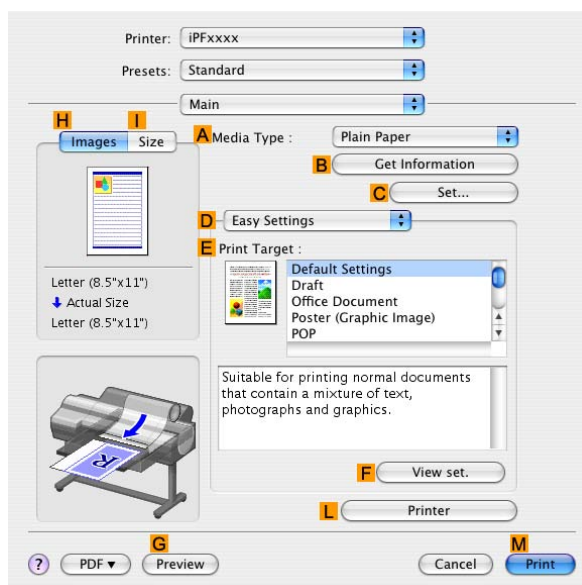 Printer: iPFxxxx
Presets: Standard
Main
H I
Images Size
A Media Type : Plain Paper
B Get Information
C Set...
D Easy Settings
E Print Target :
Default Settings
Draft
Office Document
Poster (Graphic Image)
POP
Letter (8.5"x11")
Actual Size
Letter (8.5"x11")
Suitable for printing normal documents
that contain a mixture of text,
photographs and graphics.
F View set.
L Printer
G M
? PDF▼ Preview Cancel Print